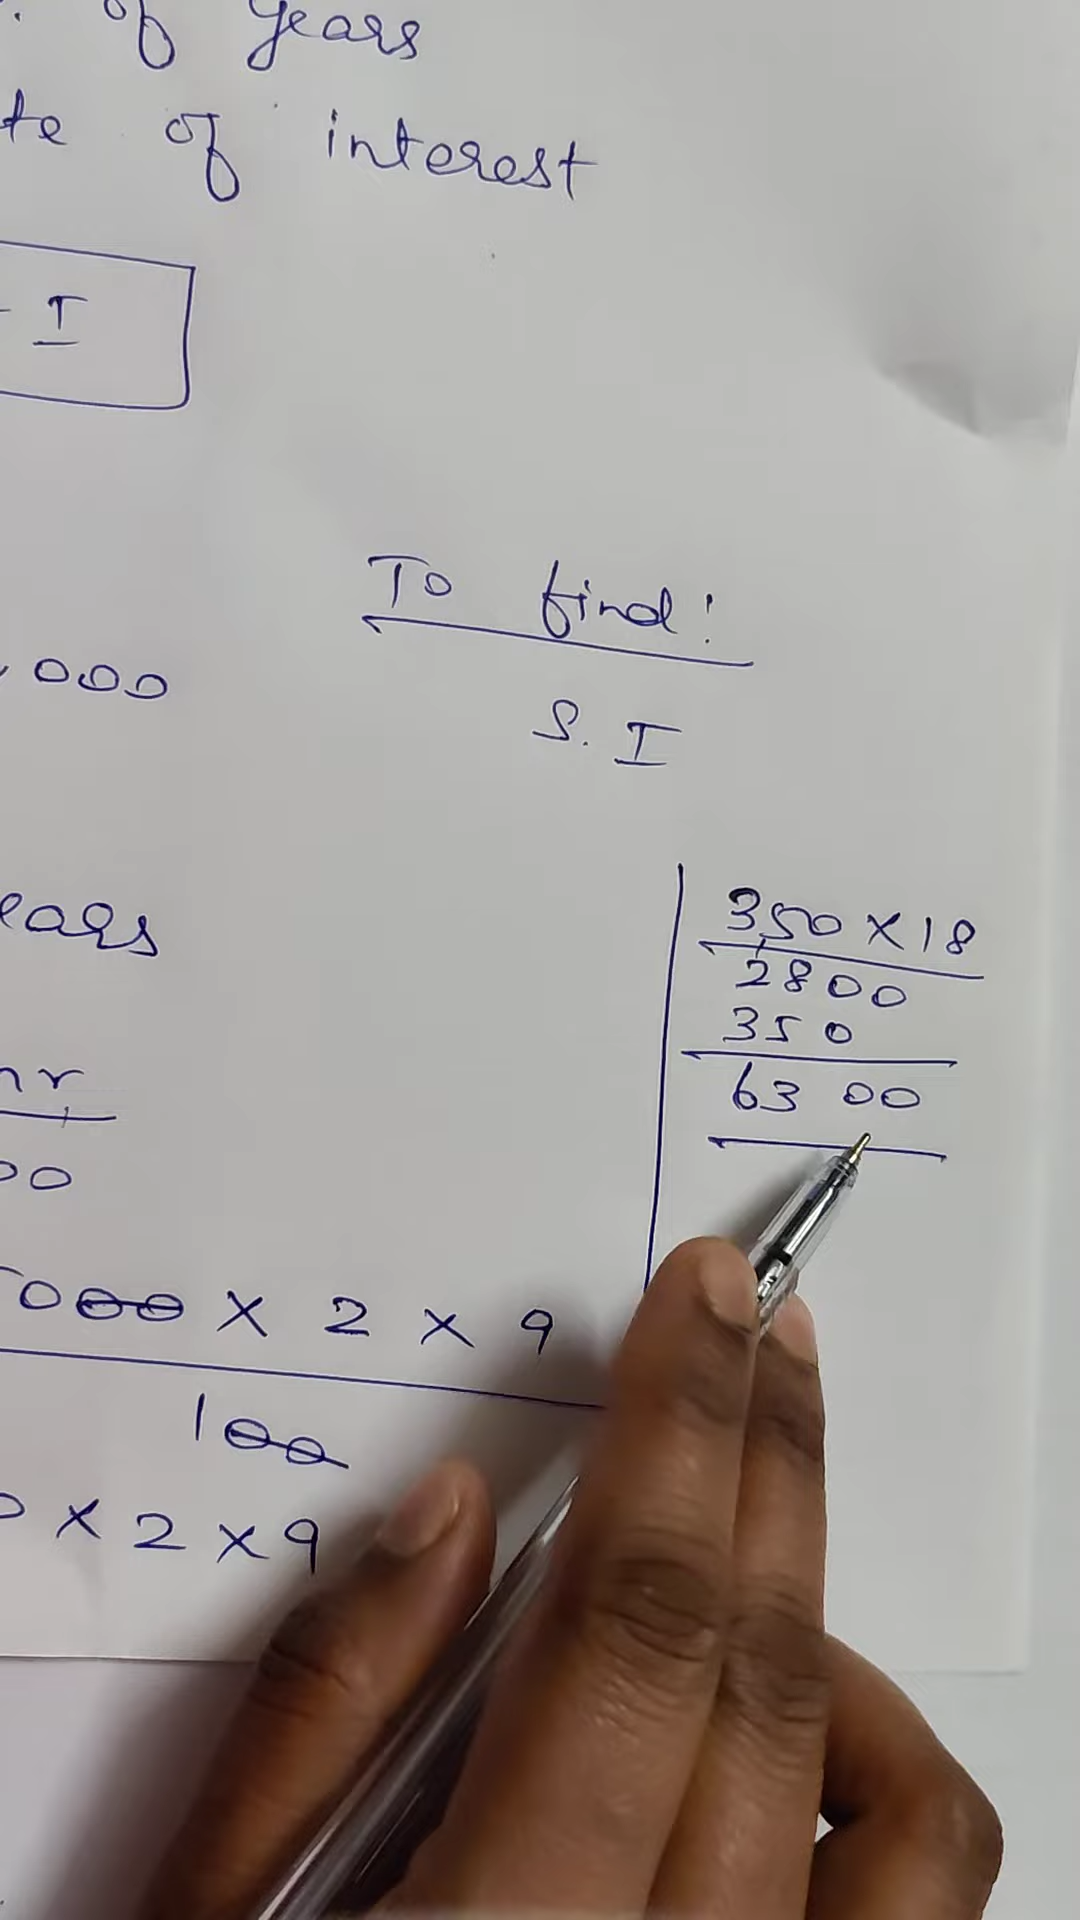 of years
te of interest
- I
To find:
,000
S. I
ears
350 × 18
2800
350
6300
nr
00
000 × 2 × 9
100
0 × 2 × 9